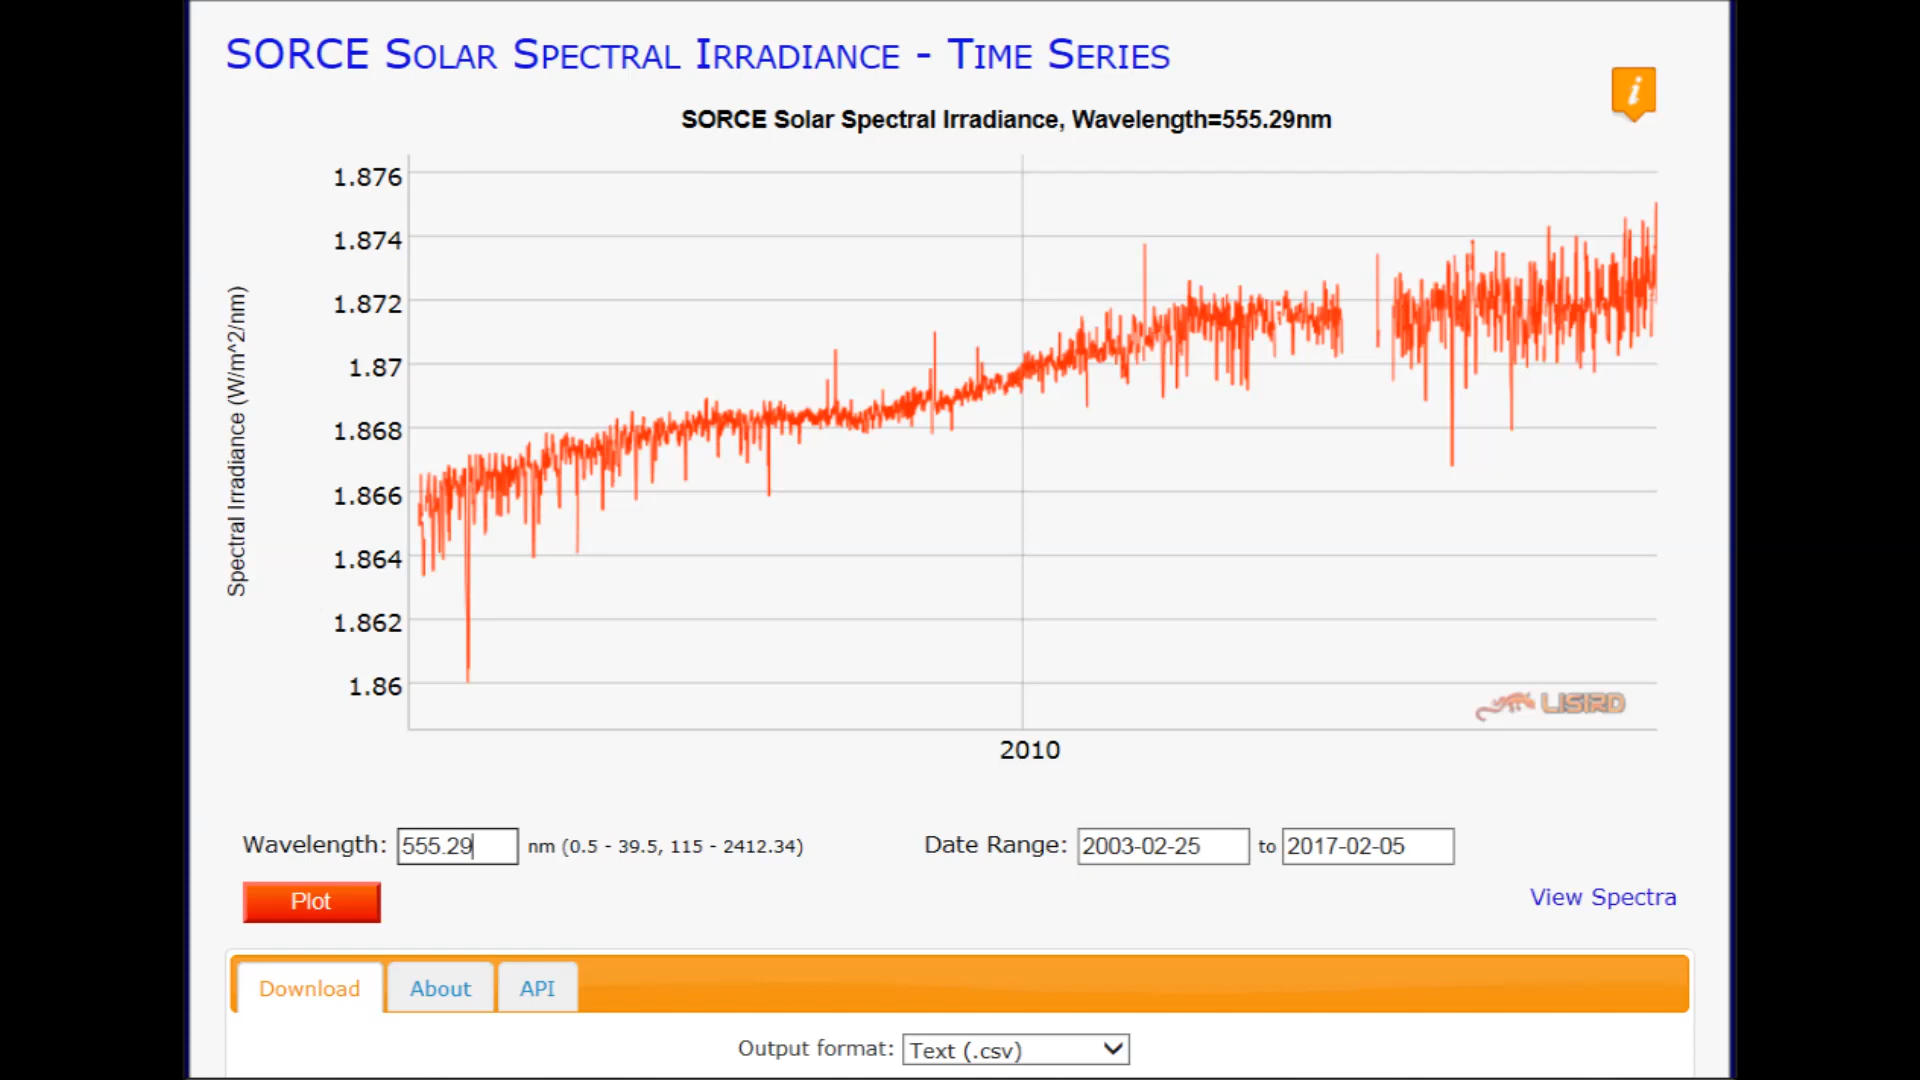 SORCE SOLAR SPECTRAL IRRADIANCE - TIME SERIES
i
SORCE Solar Spectral Irradiance, Wavelength=555.29nm
Spectral Irradiance (W/m^2/nm)
1.876
1.874
1.872
1.87
1.868
1.866
1.864
1.862
1.86
LISIRD
2010
Wavelength: 555.29 nm (0.5 - 39.5, 115 - 2412.34) Date Range: 2003-02-25 to 2017-02-05
Plot
View Spectra
Download About API
Output format: Text (.csv)